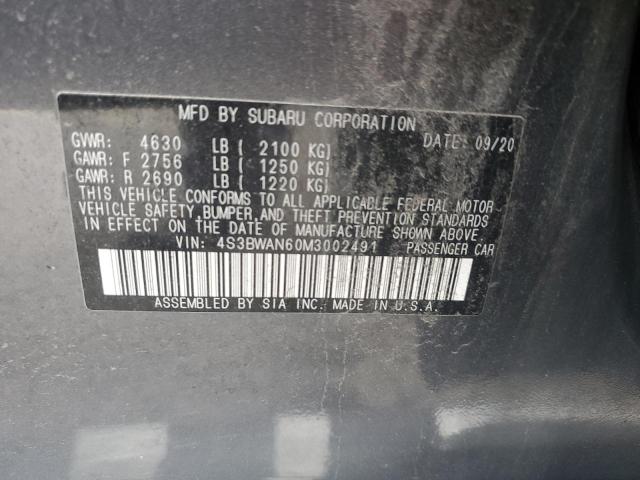 MFD BY SUBARU CORPORATION DATE: 09/20
GVWR: 4630 LB ( 2100 KG)
GAWR: F 2756 LB ( 1250 KG)
GAWR: R 2690 LB ( 1220 KG)
THIS VEHICLE CONFORMS TO ALL APPLICABLE FEDERAL MOTOR
VEHICLE SAFETY, BUMPER, AND THEFT PREVENTION STANDARDS
IN EFFECT ON THE DATE OF MANUFACTURE SHOWN ABOVE.
VIN: 4S3BWAN60M3002491 PASSENGER CAR
ASSEMBLED BY SIA INC. MADE IN U.S.A.